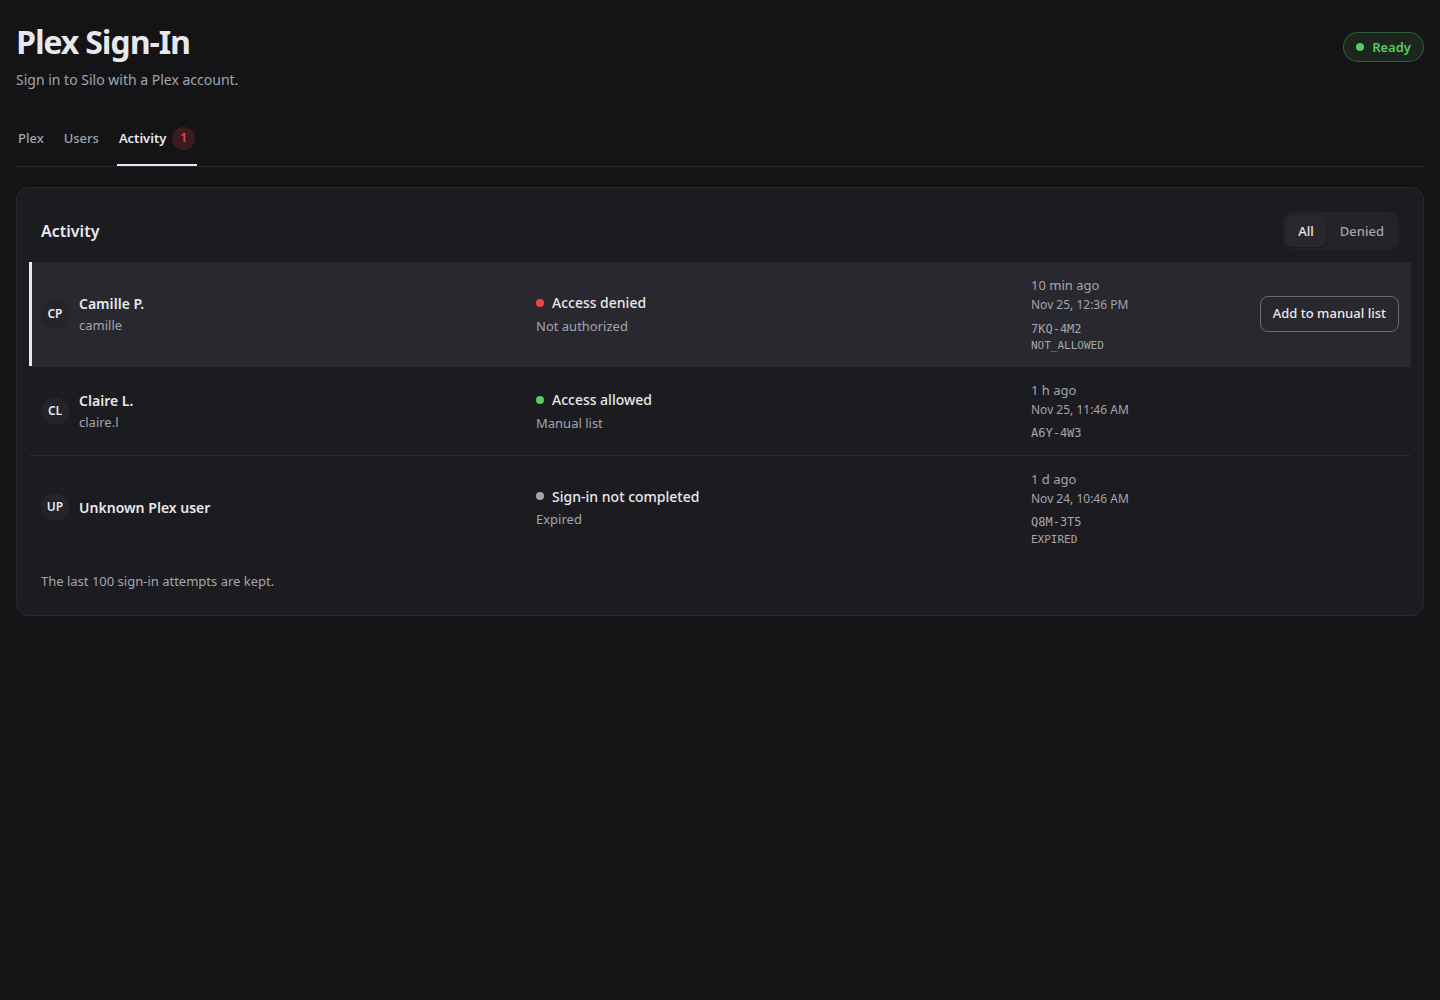 Plex Sign-In
Ready
Sign in to Silo with a Plex account.
Plex
Users
Activity
1
Activity
All
Denied
CP
Camille P.
camille
Access denied
Not authorized
10 min ago
Nov 25, 12:36 PM
7KQ-4M2
NOT_ALLOWED
Add to manual list
CL
Claire L.
claire.l
Access allowed
Manual list
1 h ago
Nov 25, 11:46 AM
A6Y-4W3
UP
Unknown Plex user
Sign-in not completed
Expired
1 d ago
Nov 24, 10:46 AM
Q8M-3T5
EXPIRED
The last 100 sign-in attempts are kept.